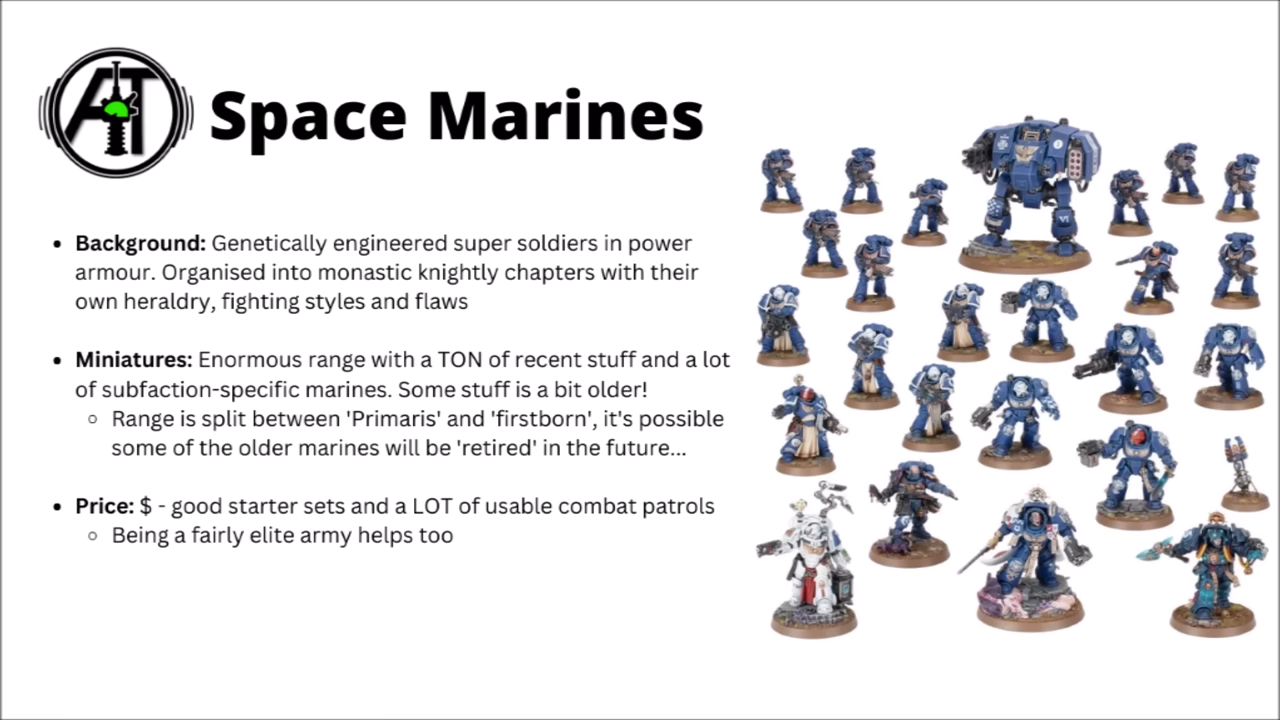 AT
Space Marines
• Background: Genetically engineered super soldiers in power
armour. Organised into monastic knightly chapters with their
own heraldry, fighting styles and flaws
• Miniatures: Enormous range with a TON of recent stuff and a lot
of subfaction-specific marines. Some stuff is a bit older!
○ Range is split between 'Primaris' and 'firstborn', it's possible
some of the older marines will be 'retired' in the future...
• Price: $ - good starter sets and a LOT of usable combat patrols
○ Being a fairly elite army helps too